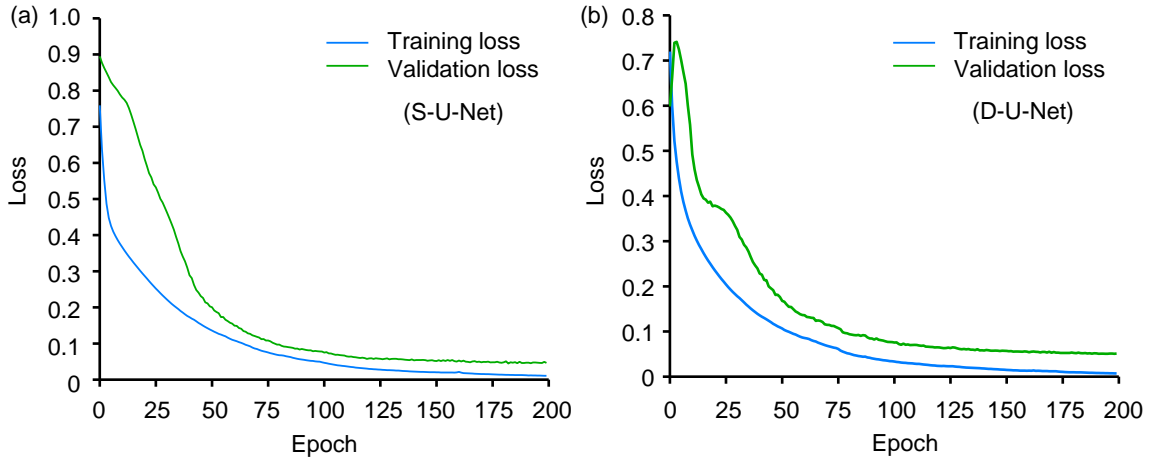 (a)
Loss
1.0
0.9
0.8
0.7
0.6
0.5
0.4
0.3
0.2
0.1
0
Training loss
Validation loss
(S-U-Net)
0 25 50 75 100 125 150 175 200
Epoch
(b)
Loss
0.8
0.7
0.6
0.5
0.4
0.3
0.2
0.1
0
Training loss
Validation loss
(D-U-Net)
0 25 50 75 100 125 150 175 200
Epoch